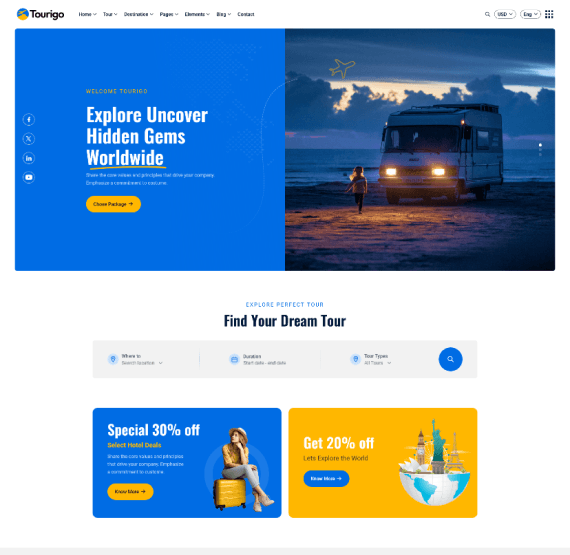 Tourigo
Home Tour Destination Pages Elements Blog Contact
USD Eng
WELCOME TOURIGO
Explore Uncover
Hidden Gems
Worldwide
Share the core values and principles that drive your company.
Emphasize a commitment to custome.
Chose Package →
EXPLORE PERFECT TOUR
Find Your Dream Tour
Where to
Search location
Duration
Start date - end date
Tour Types
All Tours
Special 30% off
Select Hotel Deals
Share the core values and principles
that drive your company. Emphasize
a commitment to custome.
Know More →
Get 20% off
Lets Explore the World
Know More →